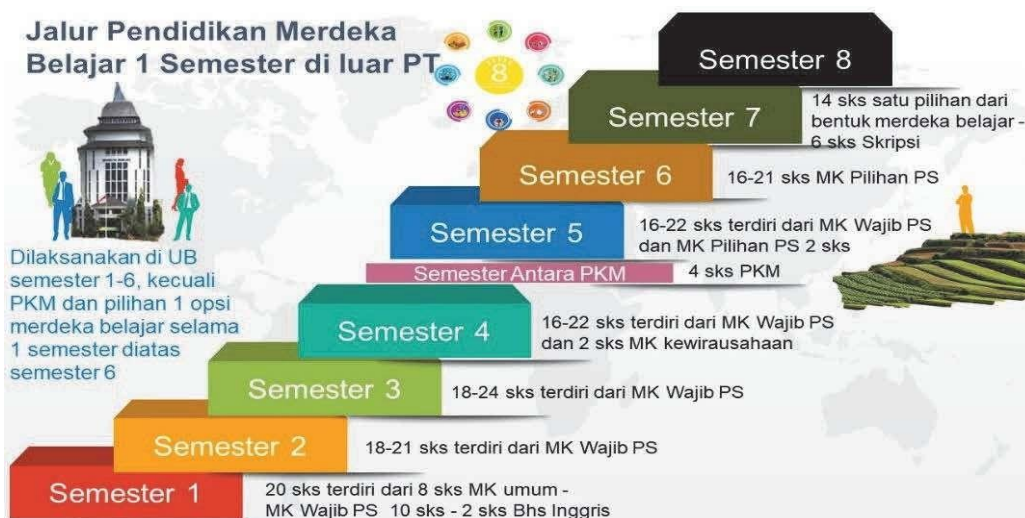 Jalur Pendidikan Merdeka
Belajar 1 Semester di luar PT
8
Semester 8
Semester 7
14 sks satu pilihan dari
bentuk merdeka belajar -
6 sks Skripsi
Semester 6
16-21 sks MK Pilihan PS
Semester 5
16-22 sks terdiri dari MK Wajib PS
dan MK Pilihan PS 2 sks
Semester Antara PKM
4 sks PKM
Dilaksanakan di UB
semester 1-6, kecuali
PKM dan pilihan 1 opsi
merdeka belajar selama
1 semester diatas
semester 6
Semester 4
16-22 sks terdiri dari MK Wajib PS
dan 2 sks MK kewirausahaan
Semester 3
18-24 sks terdiri dari MK Wajib PS
Semester 2
18-21 sks terdiri dari MK Wajib PS
Semester 1
20 sks terdiri dari 8 sks MK umum -
MK Wajib PS 10 sks - 2 sks Bhs Inggris